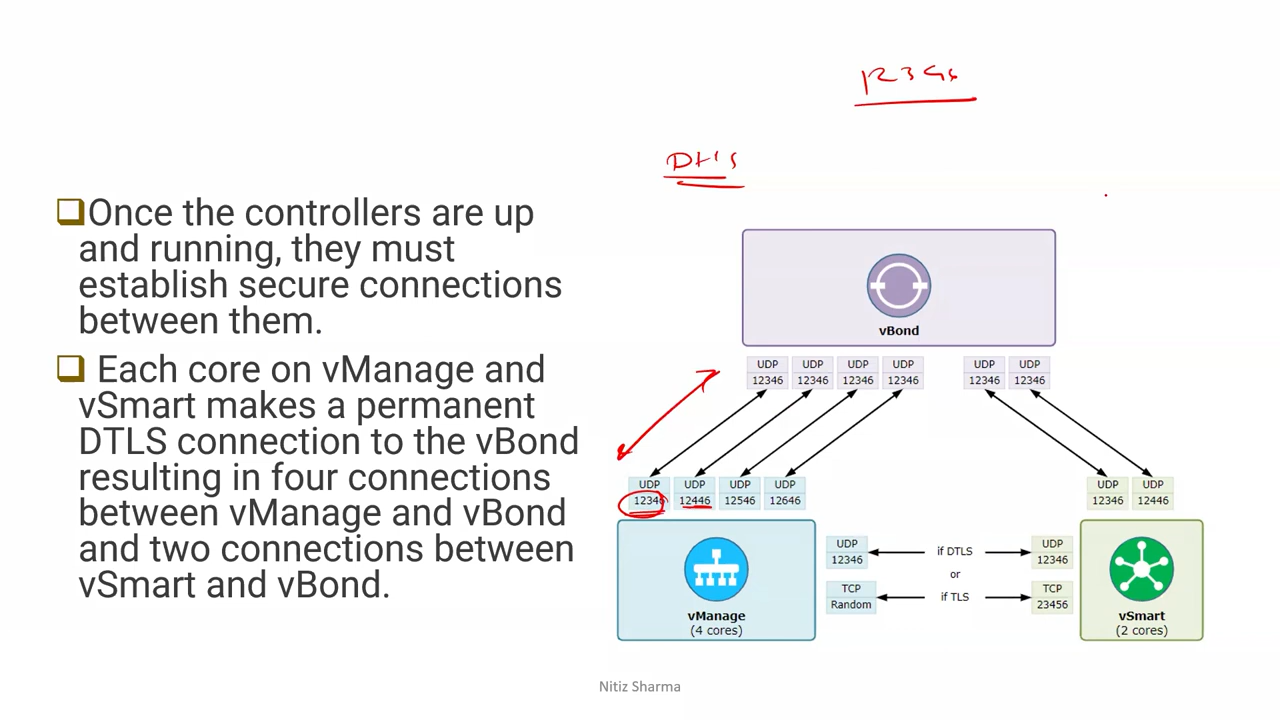 12346
Dtls
Once the controllers are up
and running, they must
establish secure connections
between them.
Each core on vManage and
vSmart makes a permanent
DTLS connection to the vBond
resulting in four connections
between vManage and vBond
and two connections between
vSmart and vBond.
vBond
UDP UDP UDP UDP UDP UDP
12346 12346 12346 12346 12346 12346
UDP UDP UDP UDP UDP UDP
12346 12446 12546 12646 12346 12446
UDP
12346
if DTLS
UDP
12346
or
TCP
Random
if TLS
TCP
23456
vManage
(4 cores)
vSmart
(2 cores)
Nitiz Sharma